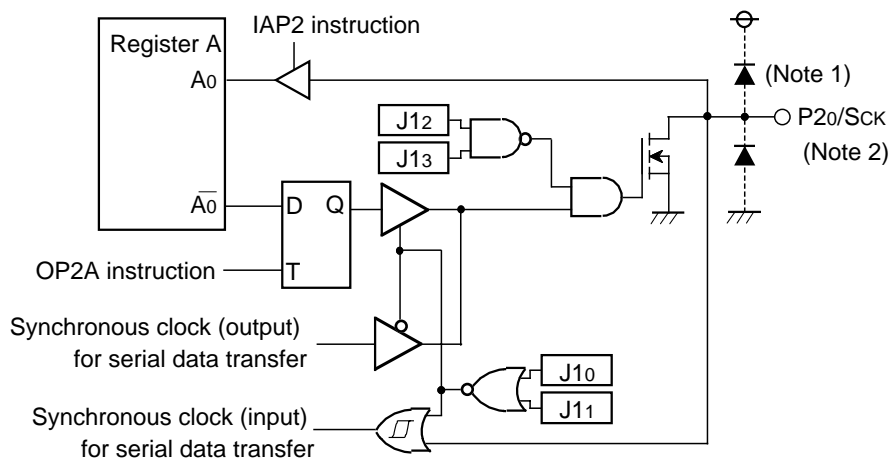 IAP2 instruction
Register A
A0
(Note 1)
P20/SCK
(Note 2)
J12
J13
A0
D
Q
T
OP2A instruction
Synchronous clock (output)
for serial data transfer
J10
J11
Synchronous clock (input)
for serial data transfer